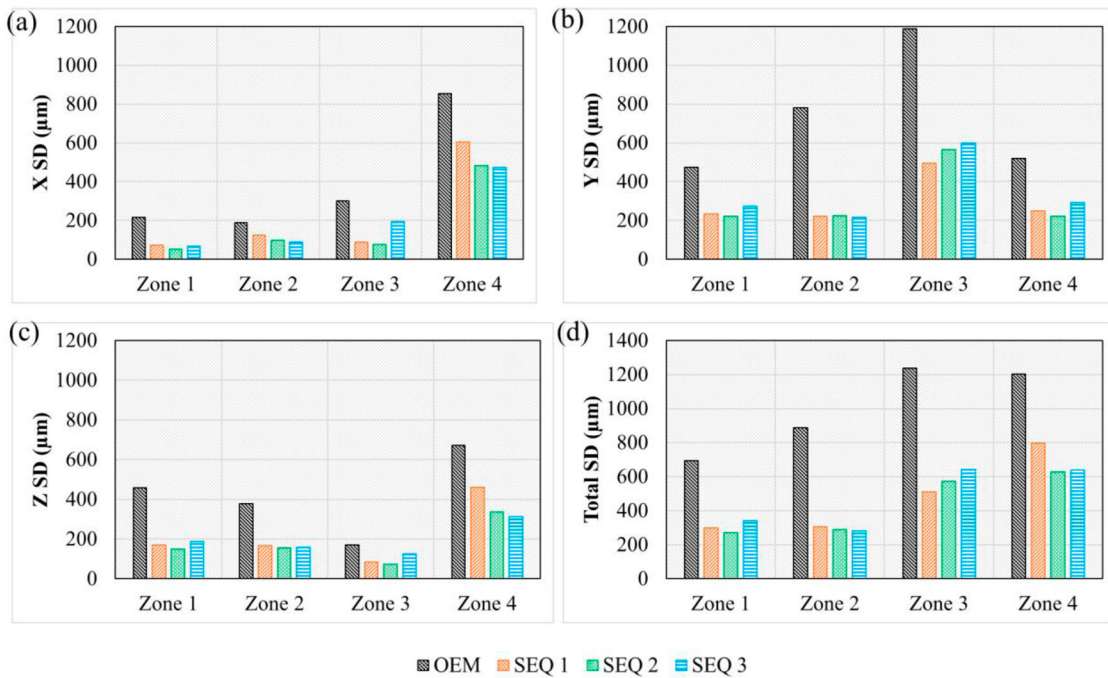 (a)
1200
1000
800
600
400
200
0
X SD (µm)
Zone 1 Zone 2 Zone 3 Zone 4
(b)
1200
1000
800
600
400
200
0
Y SD (µm)
Zone 1 Zone 2 Zone 3 Zone 4
(c)
1200
1000
800
600
400
200
0
Z SD (µm)
Zone 1 Zone 2 Zone 3 Zone 4
(d)
1400
1200
1000
800
600
400
200
0
Total SD (µm)
Zone 1 Zone 2 Zone 3 Zone 4
OEM SEQ 1 SEQ 2 SEQ 3